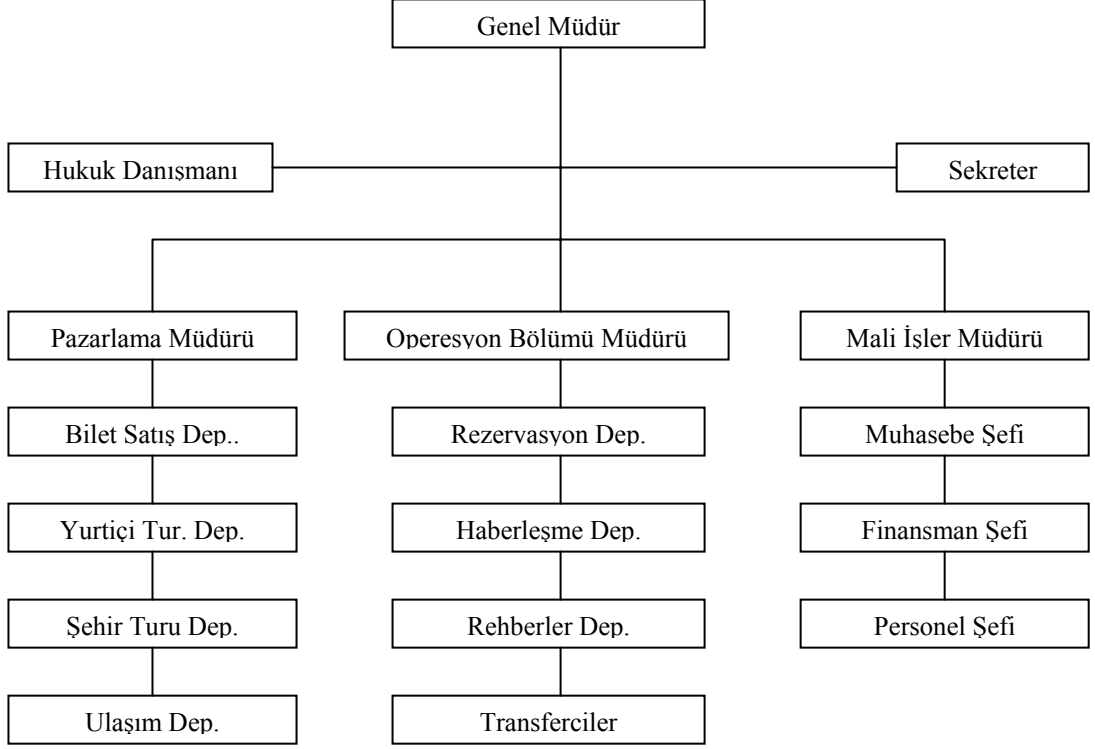 Genel Müdür
Hukuk Danışmanı
Sekreter
Pazarlama Müdürü
Operesyon Bölümü Müdürü
Mali İşler Müdürü
Bilet Satış Dep..
Rezervasyon Dep.
Muhasebe Şefi
Yurtiçi Tur. Dep.
Haberleşme Dep.
Finansman Şefi
Şehir Turu Dep.
Rehberler Dep.
Personel Şefi
Ulaşım Dep.
Transferciler